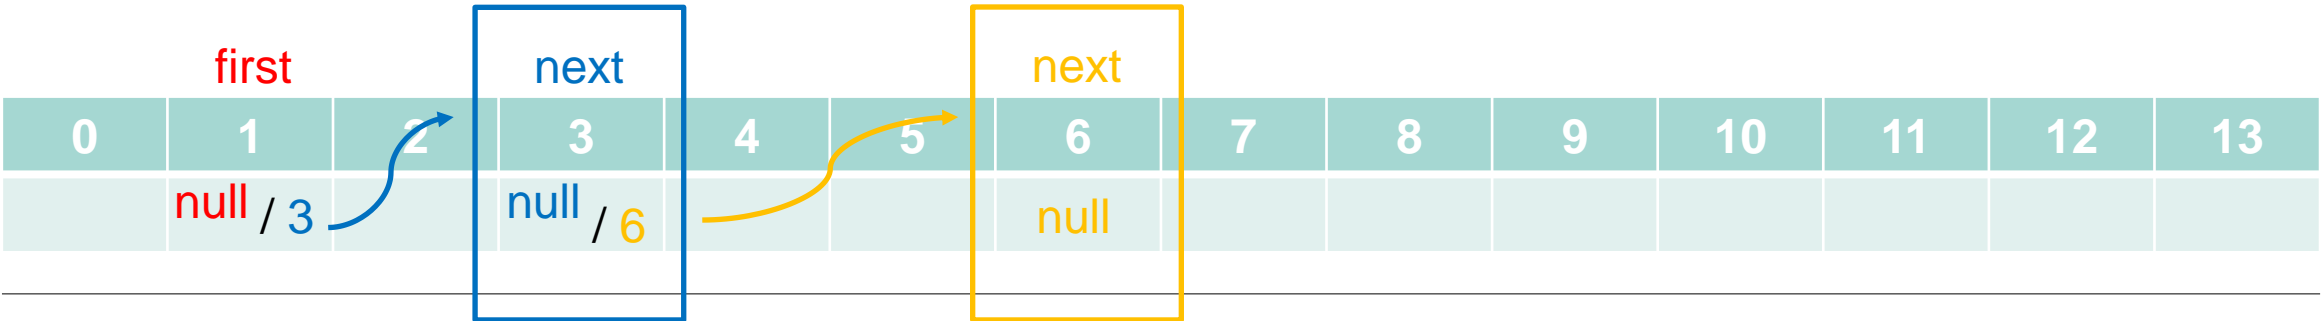 first next next
0 1 2 3 4 5 6 7 8 9 10 11 12 13
null / 3 null / 6 null